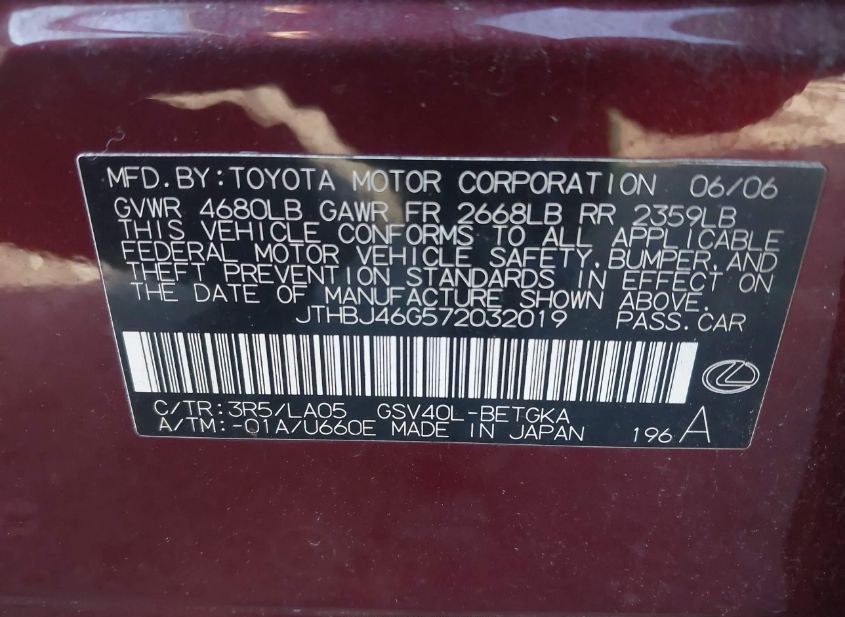 MFD.BY:TOYOTA MOTOR CORPORATION 06/06
GVWR 4680LB GAWR FR 2668LB RR 2359LB
THIS VEHICLE CONFORMS TO ALL APPLICABLE
FEDERAL MOTOR VEHICLE SAFETY,BUMPER,AND
THEFT PREVENTION STANDARDS IN EFFECT ON
THE DATE OF MANUFACTURE SHOWN ABOVE.
JTHBJ46G572032019 PASS.CAR
C/TR:3R5/LA05 GSV40L-BETGKA
A/TM:-01A/U660E MADE IN JAPAN 196 A